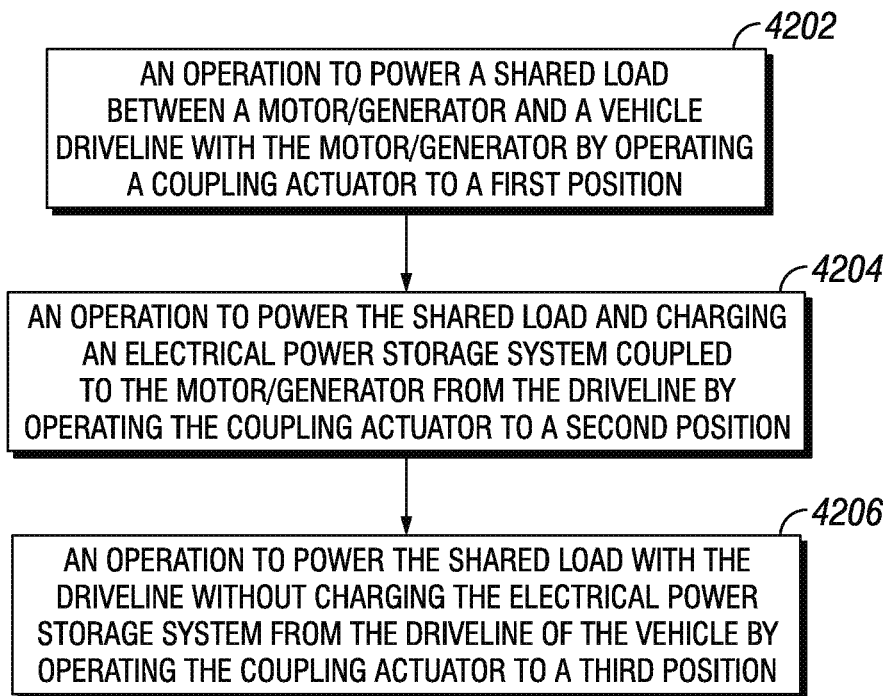 4202
AN OPERATION TO POWER A SHARED LOAD
BETWEEN A MOTOR/GENERATOR AND A VEHICLE
DRIVELINE WITH THE MOTOR/GENERATOR BY OPERATING
A COUPLING ACTUATOR TO A FIRST POSITION
4204
AN OPERATION TO POWER THE SHARED LOAD AND CHARGING
AN ELECTRICAL POWER STORAGE SYSTEM COUPLED
TO THE MOTOR/GENERATOR FROM THE DRIVELINE BY
OPERATING THE COUPLING ACTUATOR TO A SECOND POSITION
4206
AN OPERATION TO POWER THE SHARED LOAD WITH THE
DRIVELINE WITHOUT CHARGING THE ELECTRICAL POWER
STORAGE SYSTEM FROM THE DRIVELINE OF THE VEHICLE BY
OPERATING THE COUPLING ACTUATOR TO A THIRD POSITION